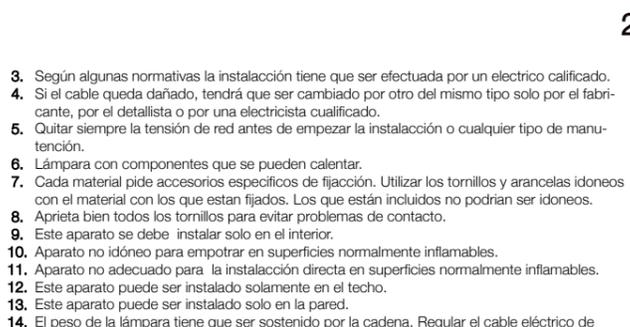 3. Según algunas normativas la instalacción tiene que ser efectuada por un electrico calificado.
4. Si el cable queda dañado, tendrá que ser cambiado por otro del mismo tipo solo por el fabri-
cante, por el detallista o por una electricista cualificado.
5. Quitar siempre la tensión de red antes de empezar la instalacción o cualquier tipo de manu-
tención.
6. Lámpara con componentes que se pueden calentar.
7. Cada material pide accesorios especificos de fijacción. Utilizar los tornillos y arancelas idoneos
con el material con los que estan fijados. Los que están incluidos no podrian ser idoneos.
8. Aprieta bien todos los tornillos para evitar problemas de contacto.
9. Este aparato se debe instalar solo en el interior.
10. Aparato no idóneo para empotrar en superficies normalmente inflamables.
11. Aparato no adecuado para la instalacción directa en superficies normalmente inflamables.
12. Este aparato puede ser instalado solamente en el techo.
13. Este aparato puede ser instalado solo en la pared.
14. El peso de la lámpara tiene que ser sostenido por la cadena. Regular el cable eléctrico de